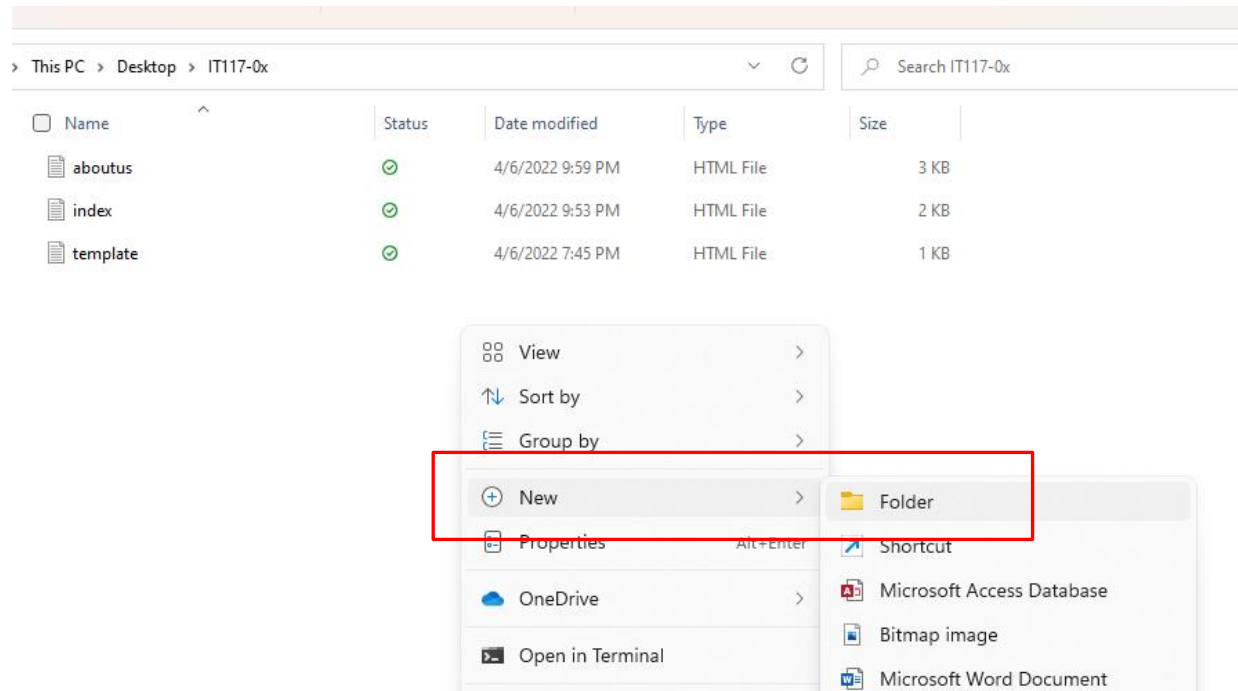 This PC > Desktop > IT117-0x
Search IT117-0x
Name Status Date modified Type Size
aboutus 4/6/2022 9:59 PM HTML File 3 KB
index 4/6/2022 9:53 PM HTML File 2 KB
template 4/6/2022 7:45 PM HTML File 1 KB
View
Sort by
Group by
New
Properties Alt+Enter
OneDrive
Open in Terminal
Folder
Shortcut
Microsoft Access Database
Bitmap image
Microsoft Word Document